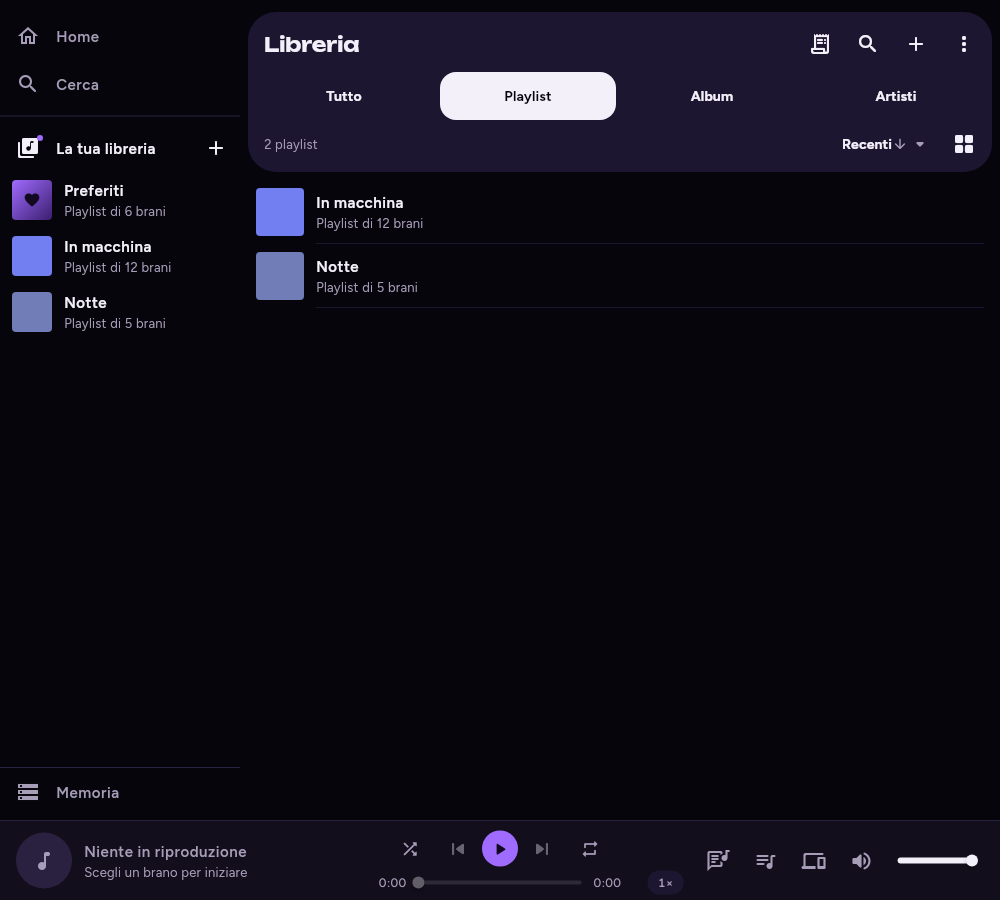 Home
Cerca
La tua libreria
Preferiti
Playlist di 6 brani
In macchina
Playlist di 12 brani
Notte
Playlist di 5 brani
Memoria
Libreria
Tutto
Playlist
Album
Artisti
2 playlist
Recenti
In macchina
Playlist di 12 brani
Notte
Playlist di 5 brani
Niente in riproduzione
Scegli un brano per iniziare
0:00
0:00
1×